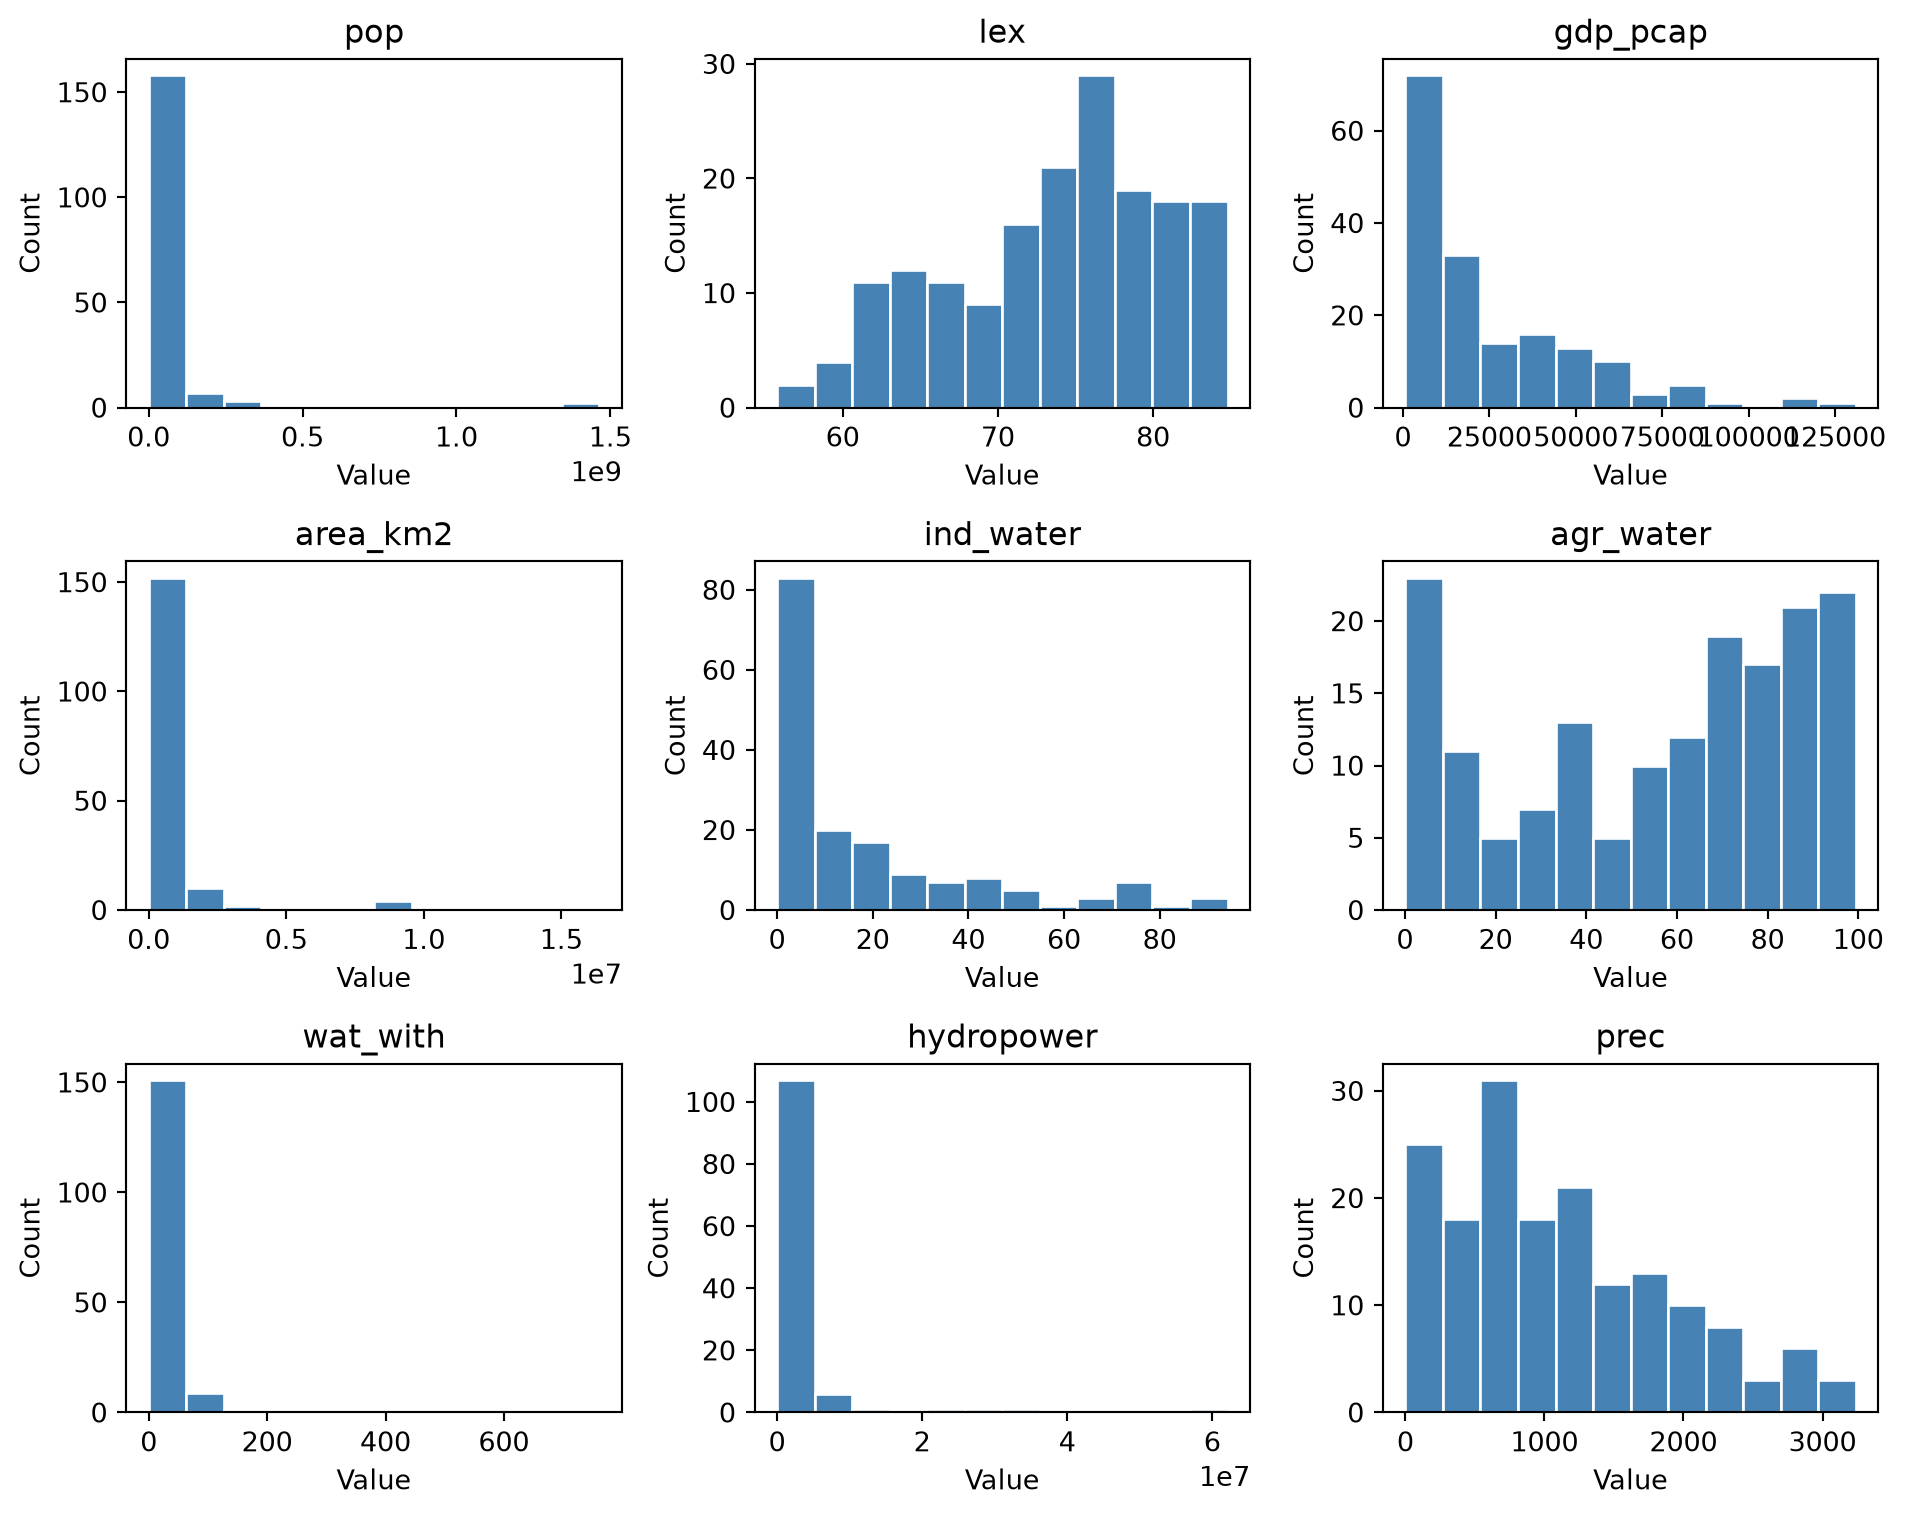 pop
lex
gdp_pcap
150
100
50
0
Count
0.0 0.5 1.0 1.5
1e9
Value
30
20
10
0
Count
60 70 80
Value
60
40
20
0
Count
0 25000 50000 75000 100000 125000
Value
area_km2
ind_water
agr_water
150
100
50
0
Count
0.0 0.5 1.0 1.5
1e7
Value
80
60
40
20
0
Count
0 20 40 60 80
Value
20
15
10
5
0
Count
0 20 40 60 80 100
Value
wat_with
hydropower
prec
150
100
50
0
Count
0 200 400 600
Value
100
80
60
40
20
0
Count
0 2 4 6
1e7
Value
30
20
10
0
Count
0 1000 2000 3000
Value